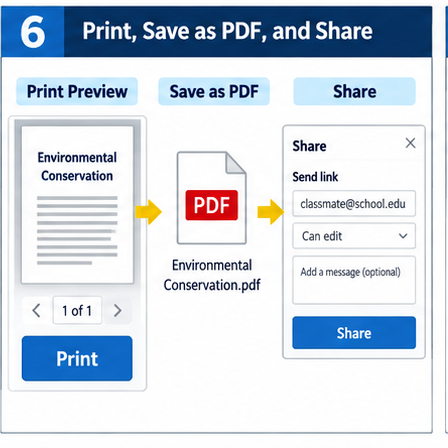 6
Print, Save as PDF, and Share
Print Preview
Save as PDF
Share
Environmental
Conservation
1 of 1
Print
PDF
Environmental
Conservation.pdf
Share
Send link
classmate@school.edu
Can edit
Add a message (optional)
Share